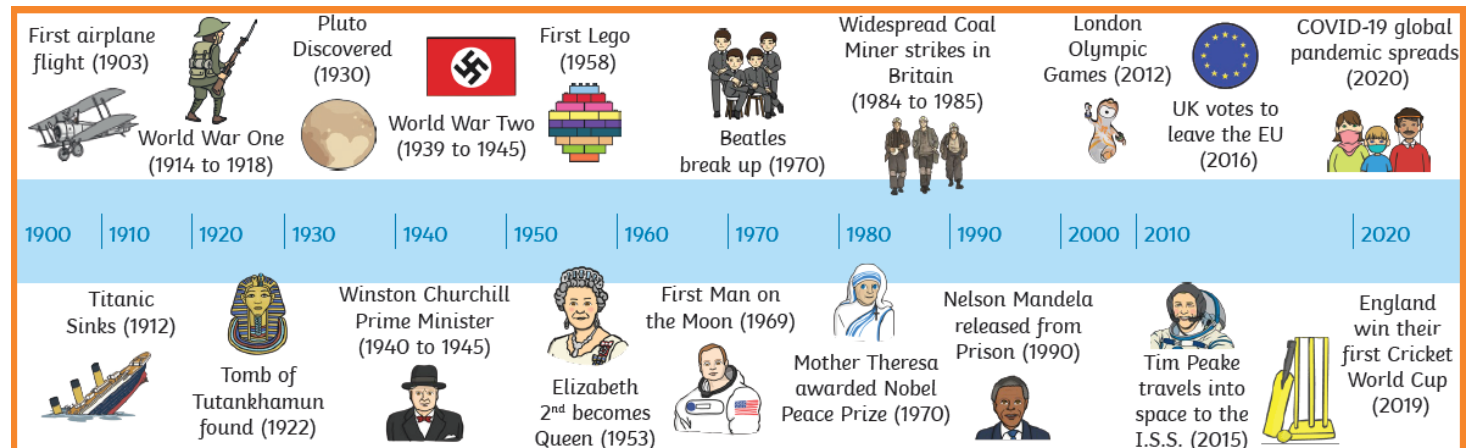 First airplane
flight (1903)
World War One
(1914 to 1918)
Pluto
Discovered
(1930)
World War Two
(1939 to 1945)
First Lego
(1958)
Beatles
break up (1970)
Widespread Coal
Miner strikes in
Britain
(1984 to 1985)
London
Olympic
Games (2012)
UK votes to
leave the EU
(2016)
COVID-19 global
pandemic spreads
(2020)
1900 1910 1920 1930 1940 1950 1960 1970 1980 1990 2000 2010 2020
Titanic
Sinks (1912)
Tomb of
Tutankhamun
found (1922)
Winston Churchill
Prime Minister
(1940 to 1945)
Elizabeth
2nd becomes
Queen (1953)
First Man on
the Moon (1969)
Mother Theresa
awarded Nobel
Peace Prize (1970)
Nelson Mandela
released from
Prison (1990)
Tim Peake
travels into
space to the
I.S.S. (2015)
England
win their
first Cricket
World Cup
(2019)